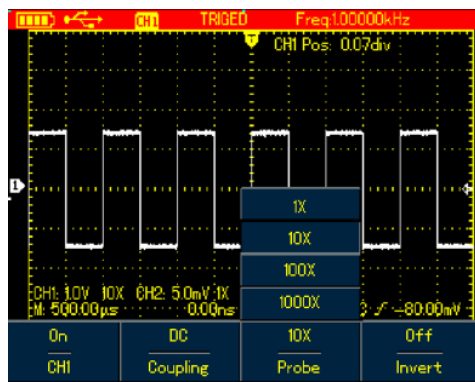 CH1 TRIGED Freq:1.00000kHz
T
CH1 Pos: 0.07div
1
1X
10X
100X
1000X
CH1: 1.0V 10X CH2: 5.0mV 1X
M: 500.00µs 0.00ns -80.00mV
On DC 10X Off
CH1 Coupling Probe Invert